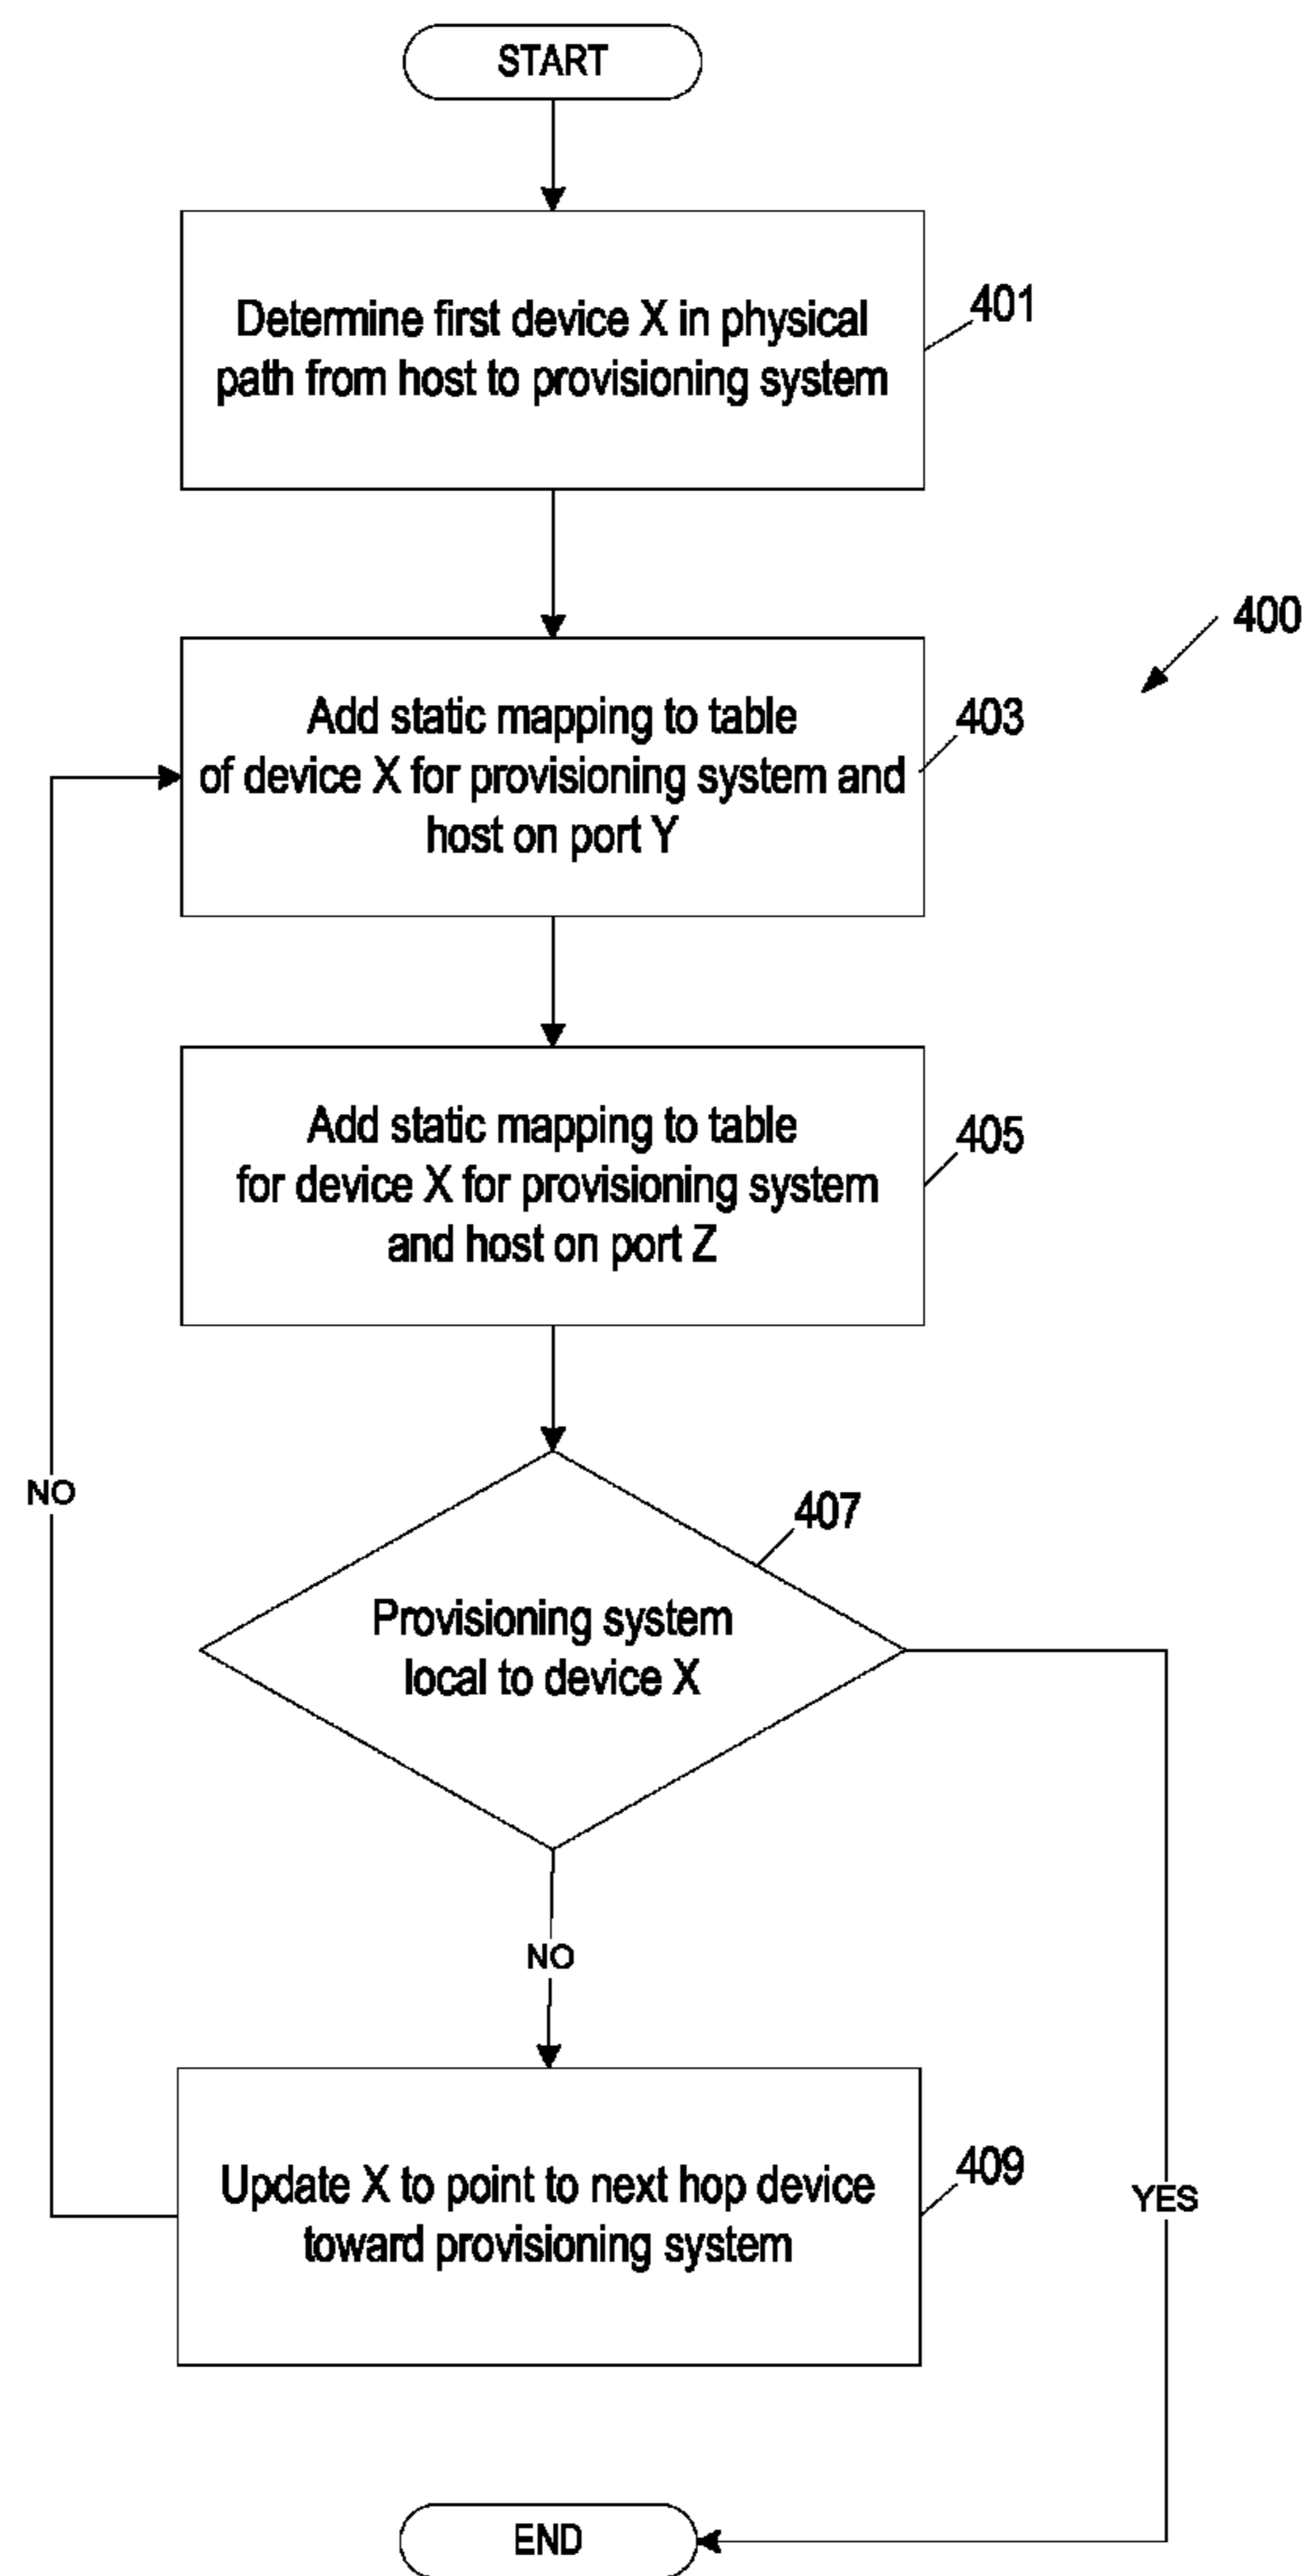 START
Determine first device X in physical
path from host to provisioning system
401
400
Add static mapping to table
of device X for provisioning system and
host on port Y
403
Add static mapping to table
for device X for provisioning system
and host on port Z
405
NO
407
Provisioning system
local to device X
NO
Update X to point to next hop device
toward provisioning system
409
YES
END